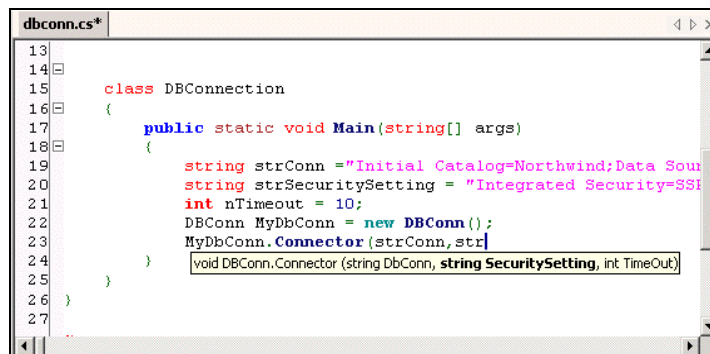 dbconn.cs*
13
14
15 class DBConnection
16 {
17 public static void Main(string[] args)
18 {
19 string strConn ="Initial Catalog=Northwind;Data Sour
20 string strSecuritySetting = "Integrated Security=SSP
21 int nTimeout = 10;
22 DBConn MyDbConn = new DBConn();
23 MyDbConn.Connector(strConn,str
24 }
void DBConn.Connector (string DbConn, string SecuritySetting, int TimeOut)
25 }
26 }
27